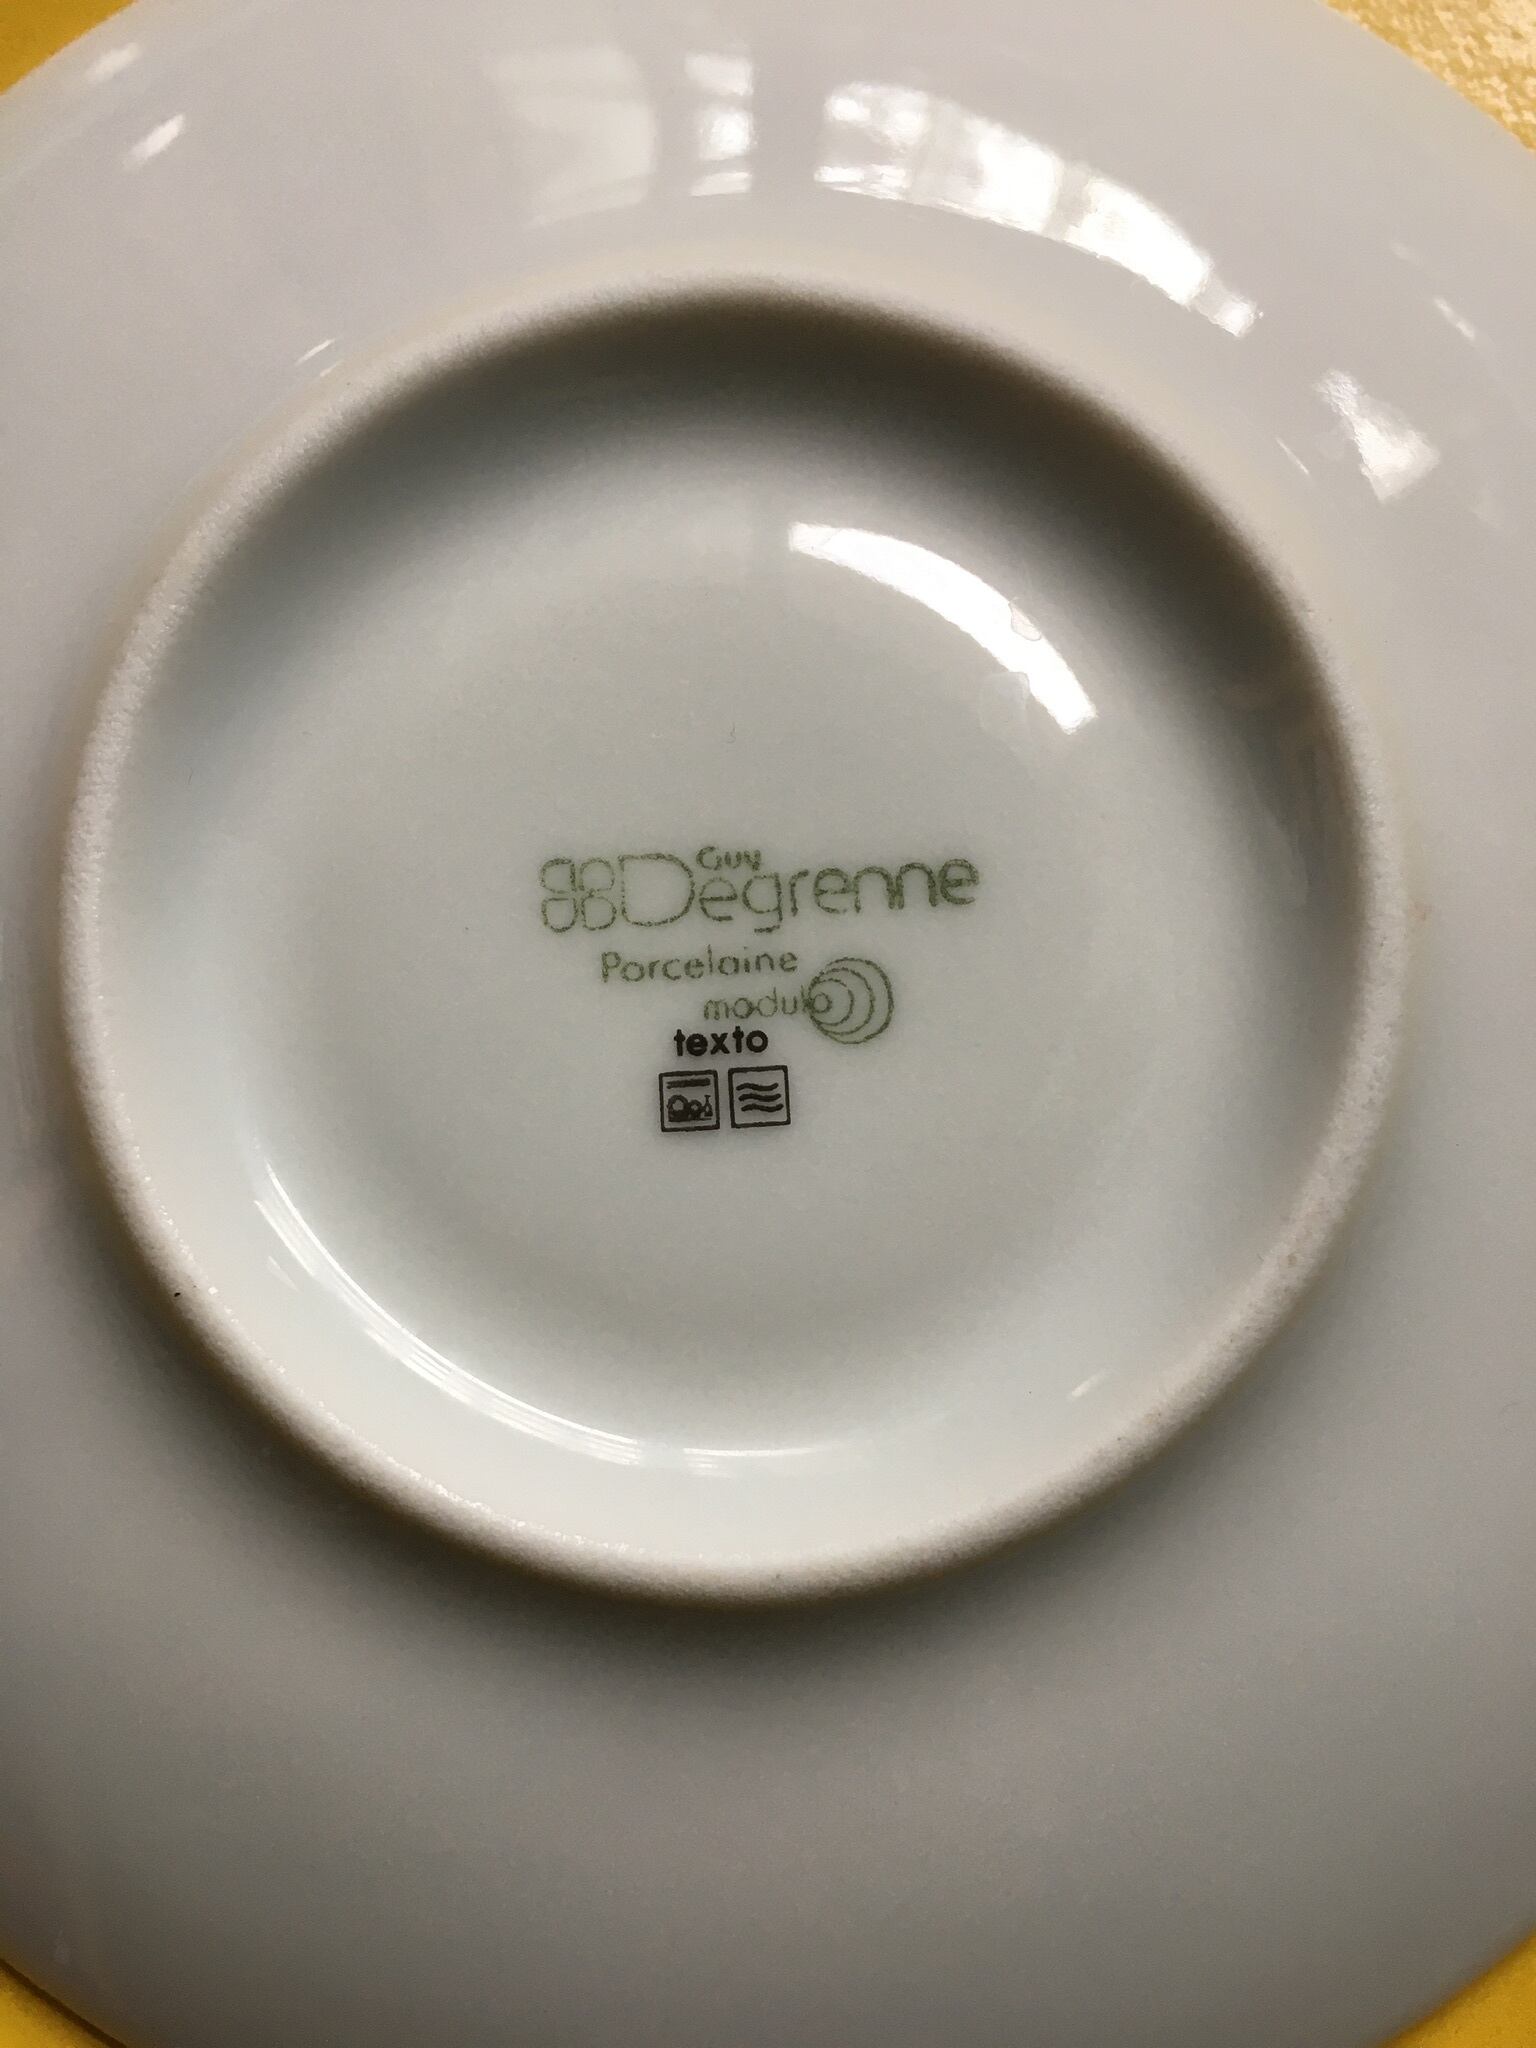 Guy
Degrenne
Porcelaine
modulo
texto